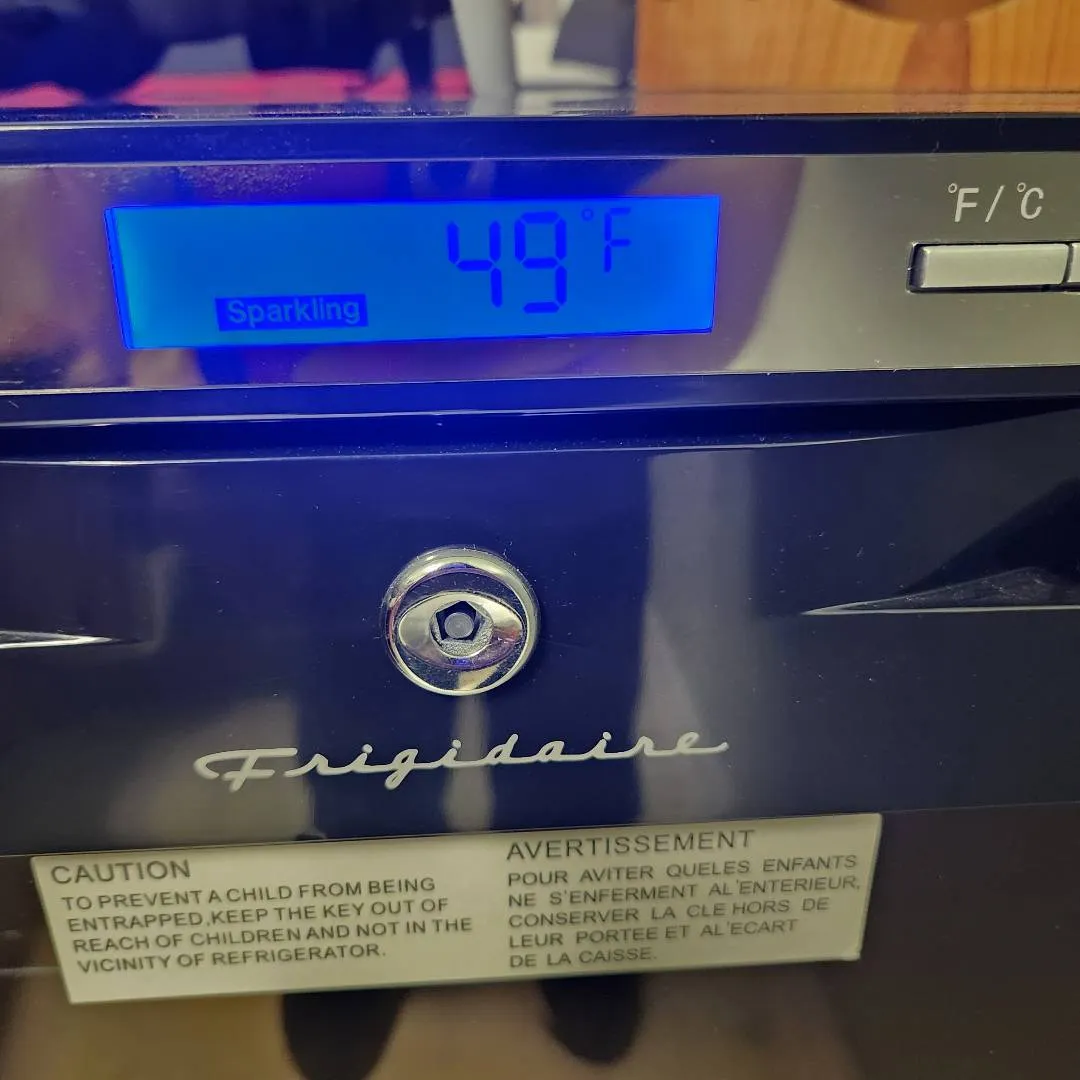 49°F
Sparkling
°F/°C
Frigidaire
CAUTION
TO PREVENT A CHILD FROM BEING
ENTRAPPED,KEEP THE KEY OUT OF
REACH OF CHILDREN AND NOT IN THE
VICINITY OF REFRIGERATOR.
AVERTISSEMENT
POUR AVITER QUELES ENFANTS
NE S'ENFERMENT AL'ENTERIEUR,
CONSERVER LA CLE HORS DE
LEUR PORTEE ET AL'ECART
DE LA CAISSE.